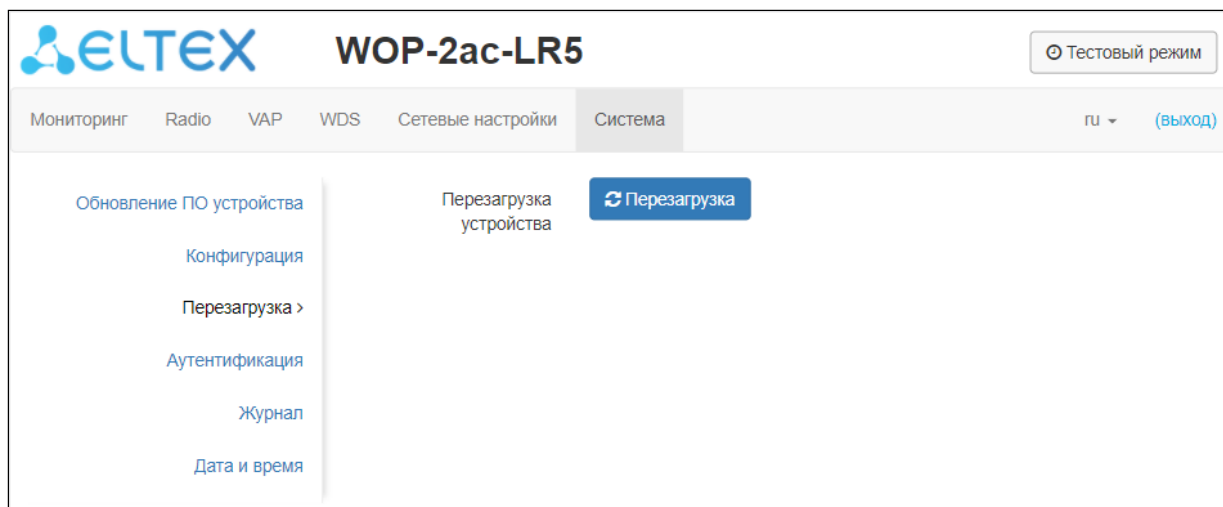 ELTEX WOP-2ac-LR5 Тестовый режим
Мониторинг Radio VAP WDS Сетевые настройки Система ru (выход)
Обновление ПО устройства
Конфигурация
Перезагрузка >
Аутентификация
Журнал
Дата и время
Перезагрузка
устройства
Перезагрузка